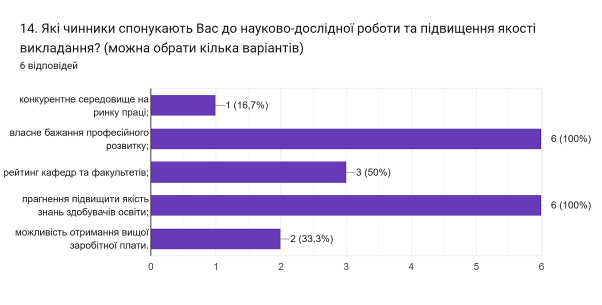 14. Які чинники спонукають Вас до науково-дослідної роботи та підвищення якості
викладання? (можна обрати кілька варіантів)
6 відповідей
конкурентне середовище на
ринку праці;
1 (16,7%)
власне бажання професійного
розвитку;
6 (100%)
рейтинг кафедр та факультетів;
3 (50%)
прагнення підвищити якість
знань здобувачів освіти;
6 (100%)
можливість отримання вищої
заробітної плати.
2 (33,3%)
0 1 2 3 4 5 6